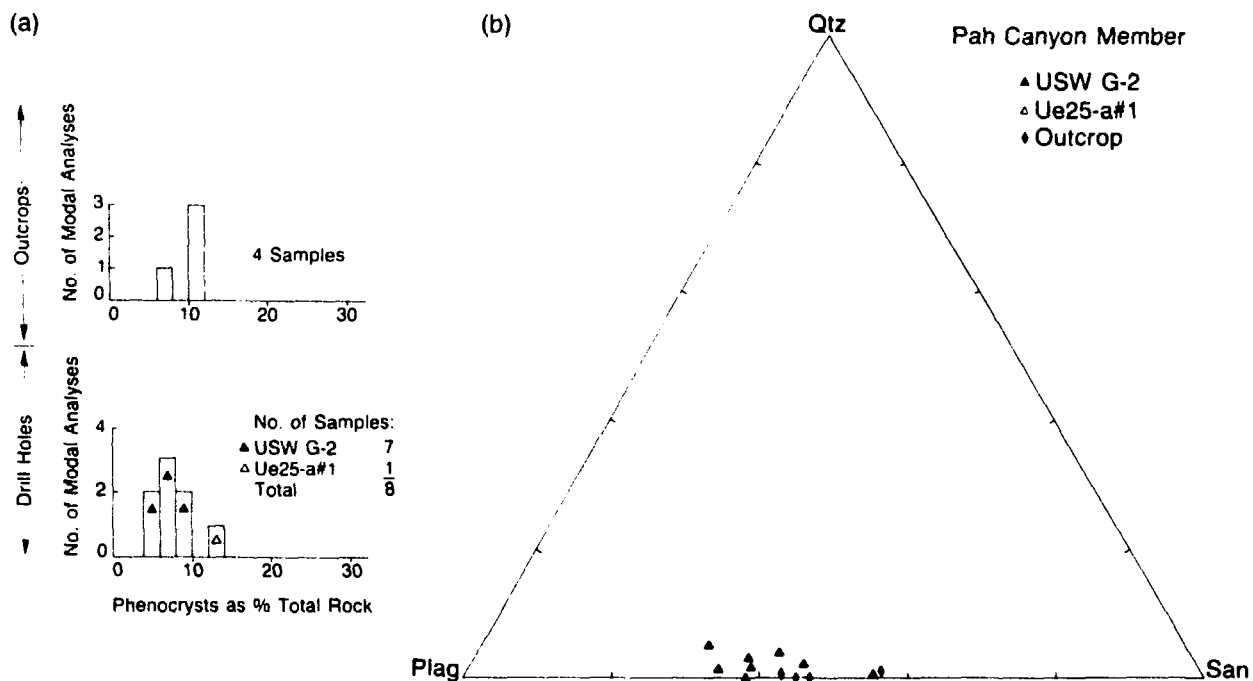 (a)
Outcrops
No. of Modal Analyses
3
2
1
0
4 Samples
0 10 20 30
Drill Holes
No. of Modal Analyses
4
2
0
No. of Samples:
▲ USW G-2 7
△ Ue25-a#1 1
Total 8
0 10 20 30
Phenocrysts as % Total Rock
(b)
Qtz
Pah Canyon Member
▲ USW G-2
△ Ue25-a#1
♦ Outcrop
Plag
San